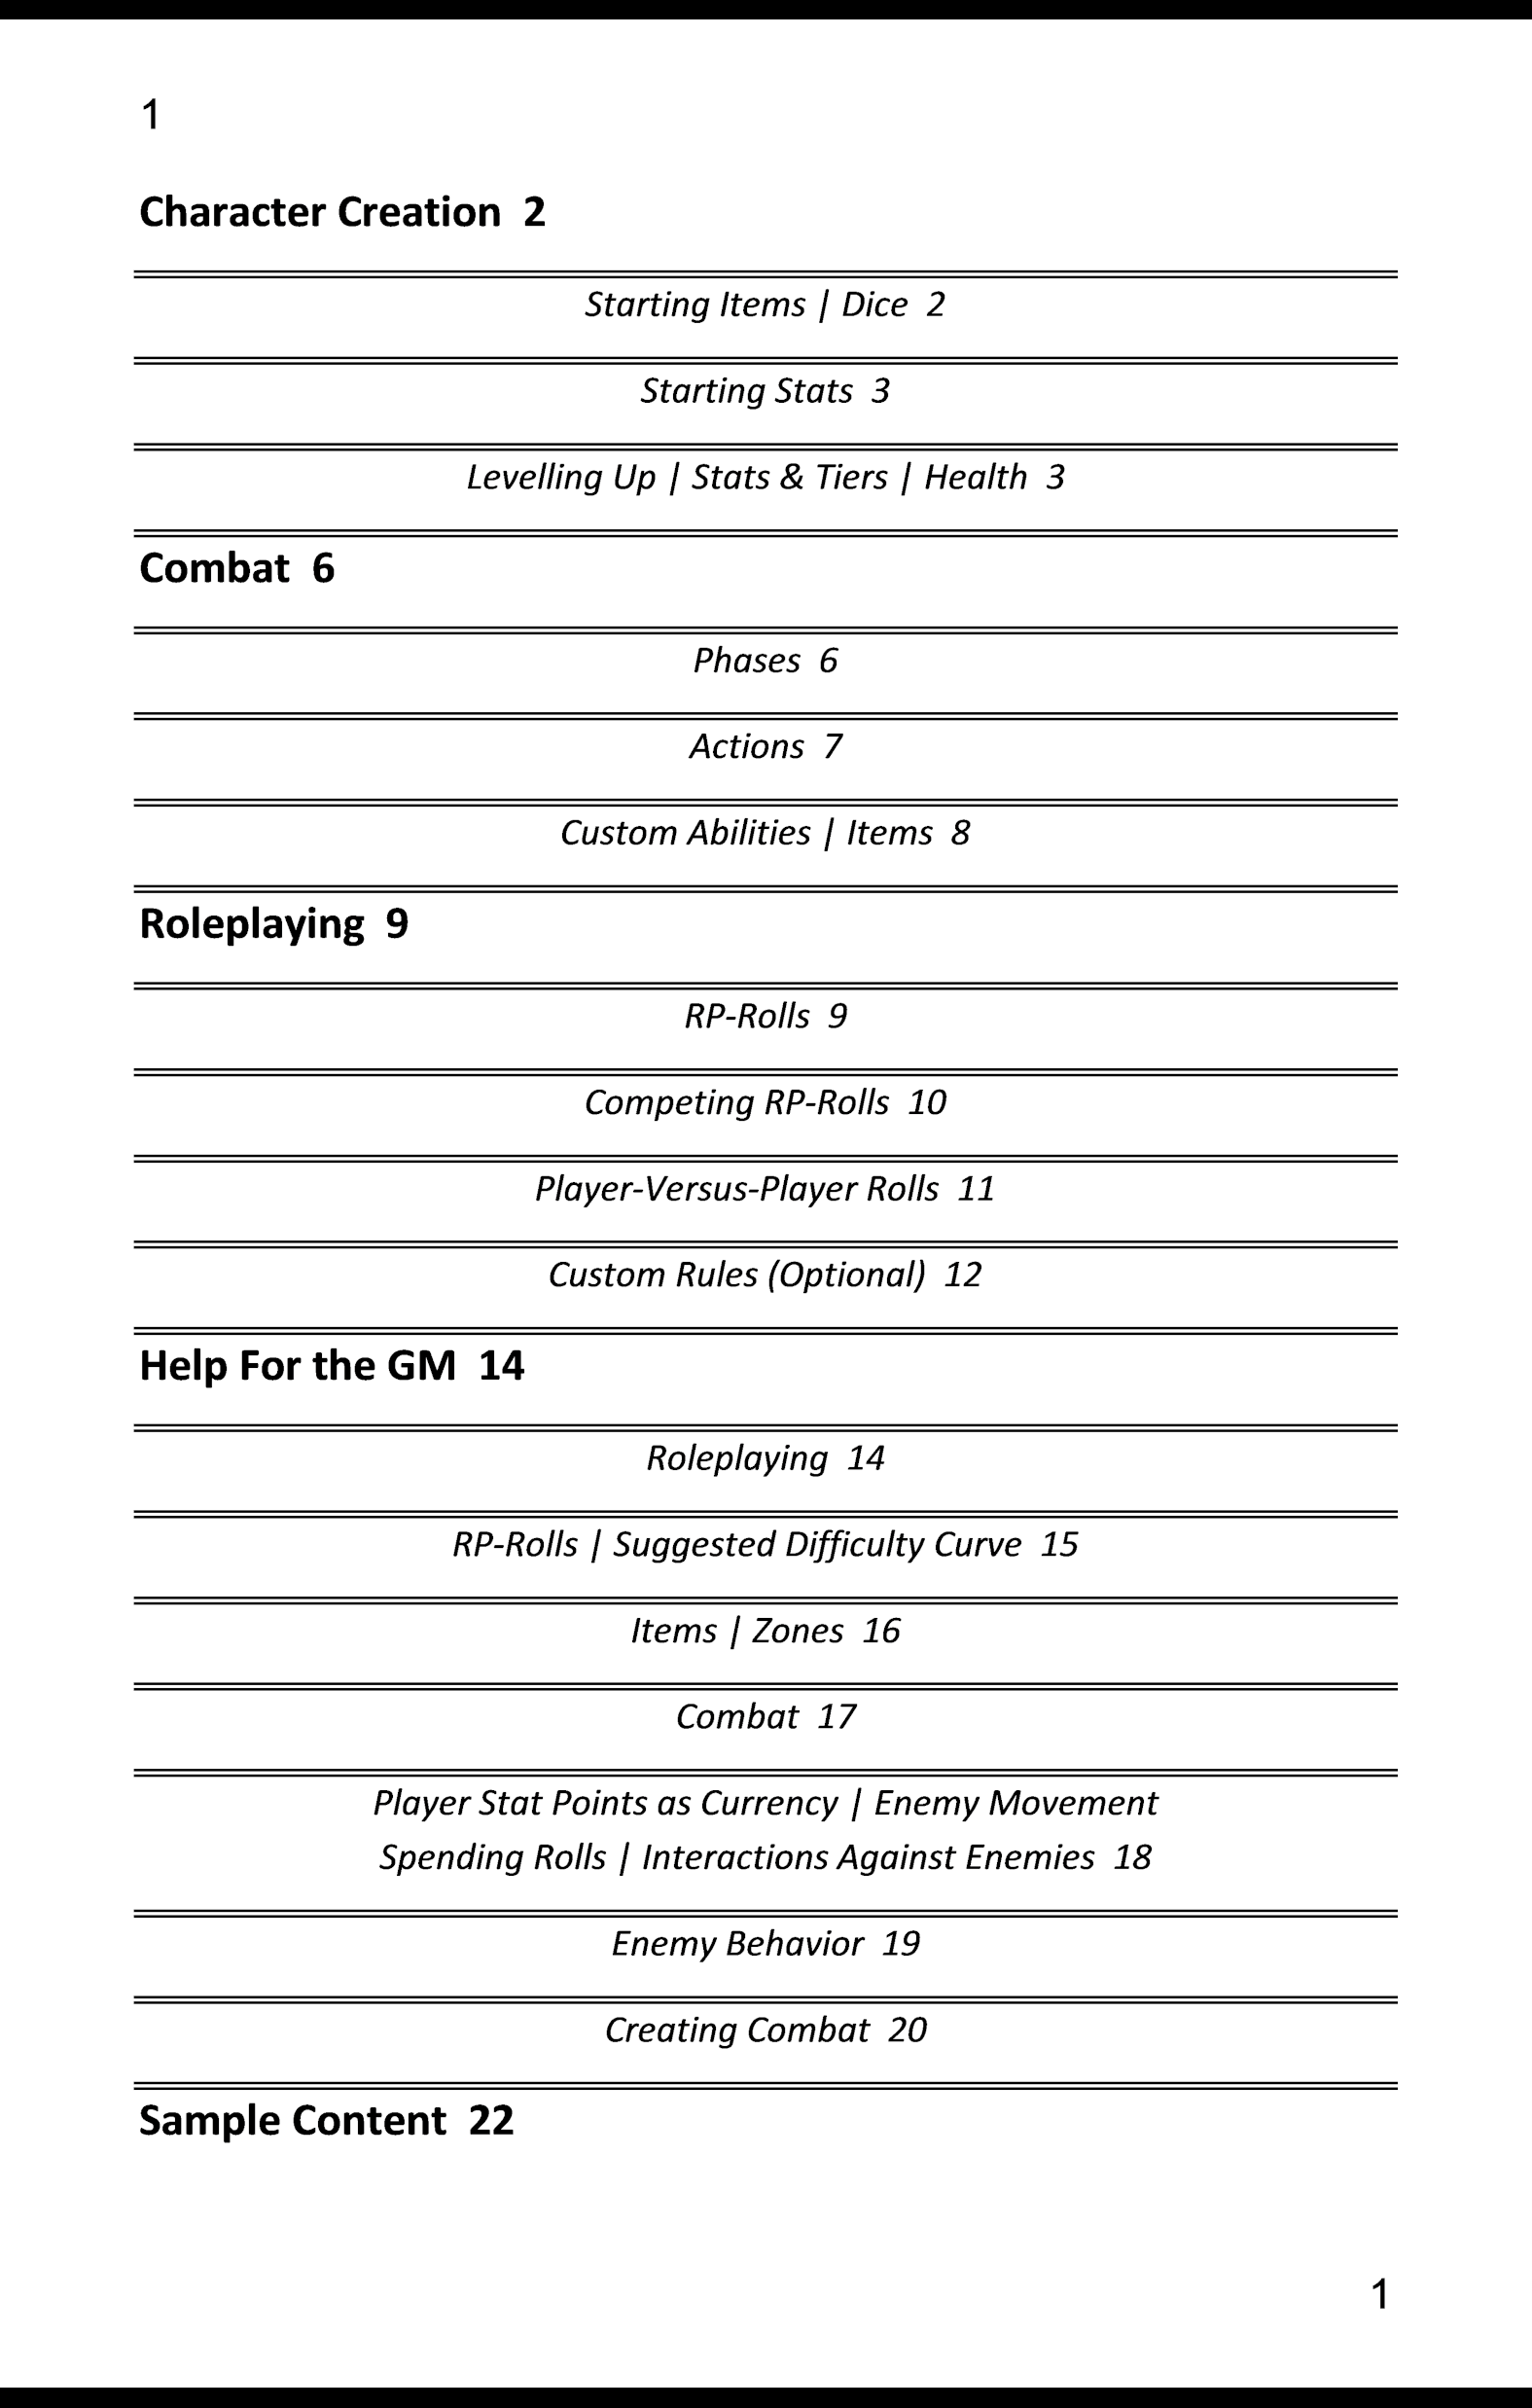 1
Character Creation 2
Starting Items | Dice 2
Starting Stats 3
Levelling Up | Stats & Tiers | Health 3
Combat 6
Phases 6
Actions 7
Custom Abilities | Items 8
Roleplaying 9
RP-Rolls 9
Competing RP-Rolls 10
Player-Versus-Player Rolls 11
Custom Rules (Optional) 12
Help For the GM 14
Roleplaying 14
RP-Rolls | Suggested Difficulty Curve 15
Items | Zones 16
Combat 17
Player Stat Points as Currency | Enemy Movement
Spending Rolls | Interactions Against Enemies 18
Enemy Behavior 19
Creating Combat 20
Sample Content 22
1